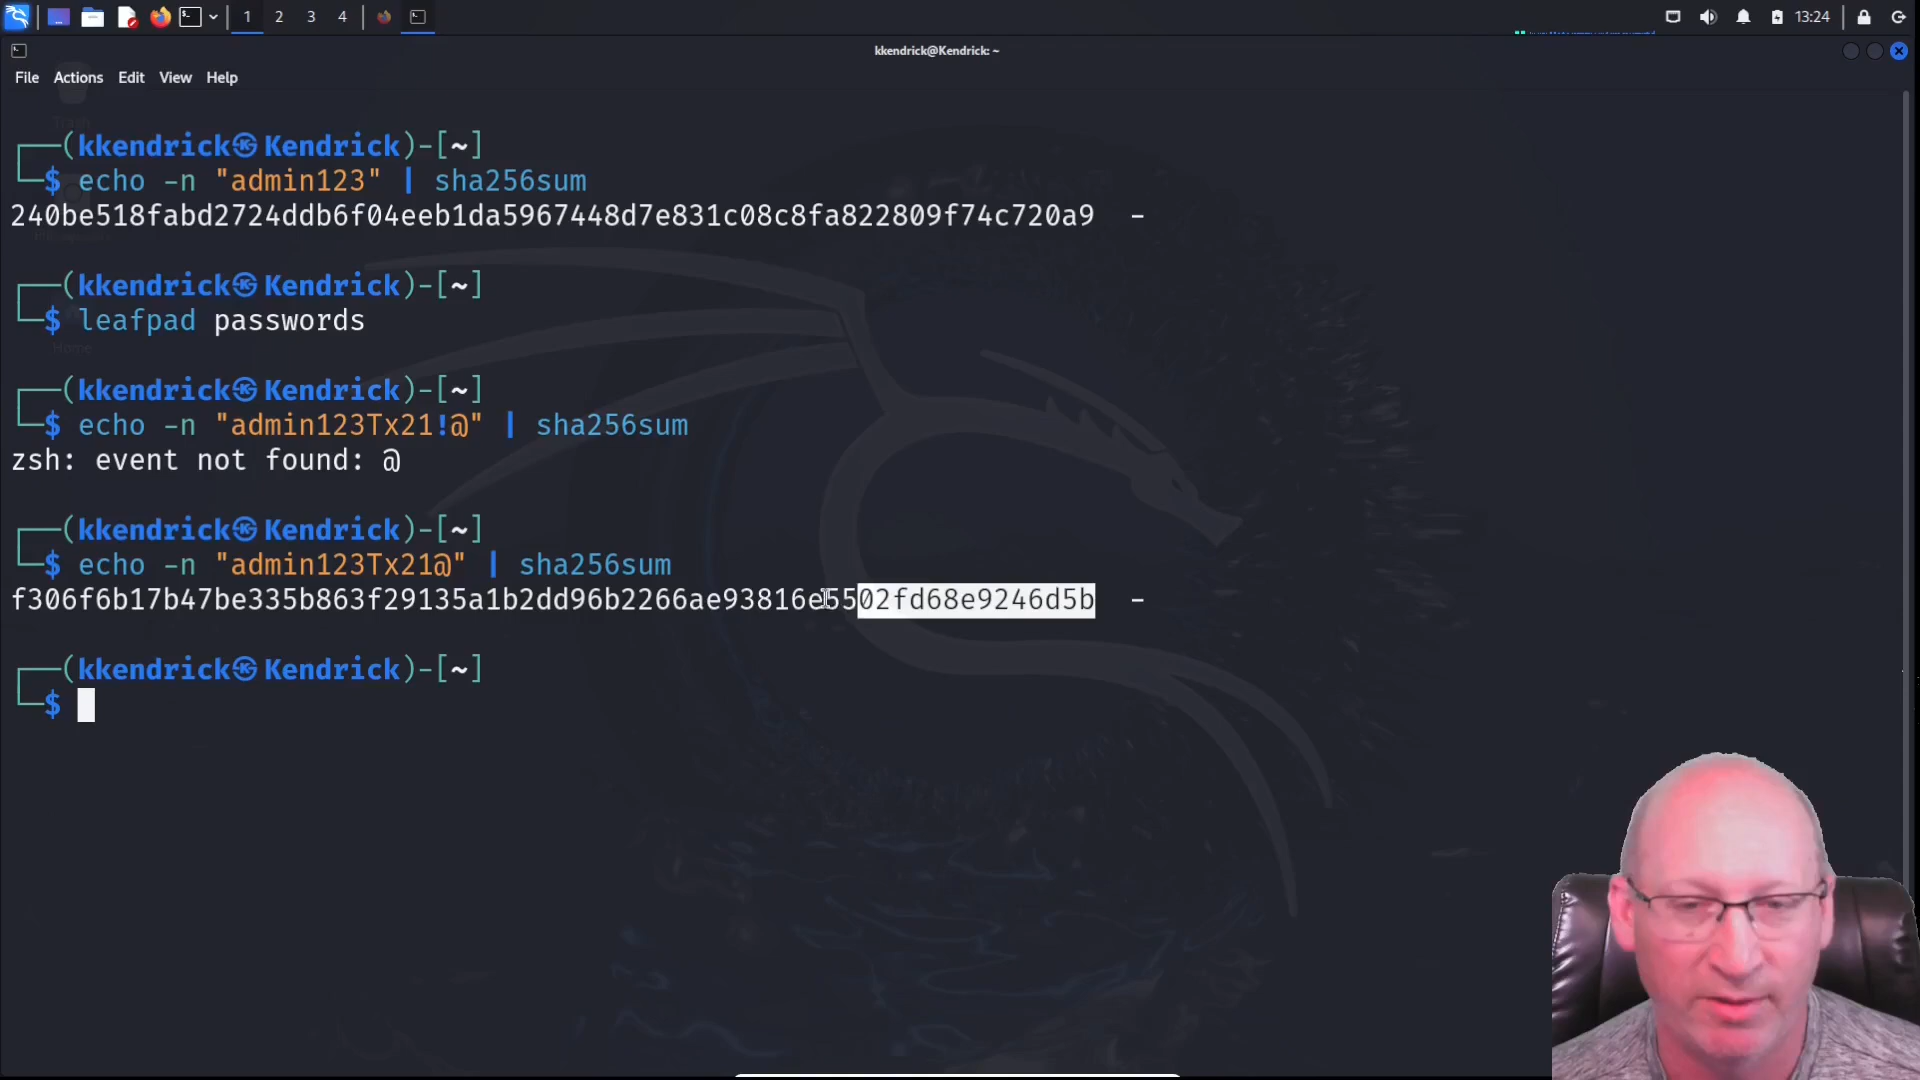 1 2 3 4
13:24
kkendrick@Kendrick: ~
File Actions Edit View Help
Trash
┌──(kkendrick㉿Kendrick)-[~]
└─$ echo -n "admin123" | sha256sum
240be518fabd2724ddb6f04eeb1da5967448d7e831c08c8fa822809f74c720a9 -
┌──(kkendrick㉿Kendrick)-[~]
└─$ leafpad passwords
Home
┌──(kkendrick㉿Kendrick)-[~]
└─$ echo -n "admin123Tx21!@" | sha256sum
zsh: event not found: @
┌──(kkendrick㉿Kendrick)-[~]
└─$ echo -n "admin123Tx21@" | sha256sum
f306f6b17b47be335b863f29135a1b2dd96b2266ae93816e5502fd68e9246d5b -
┌──(kkendrick㉿Kendrick)-[~]
└─$